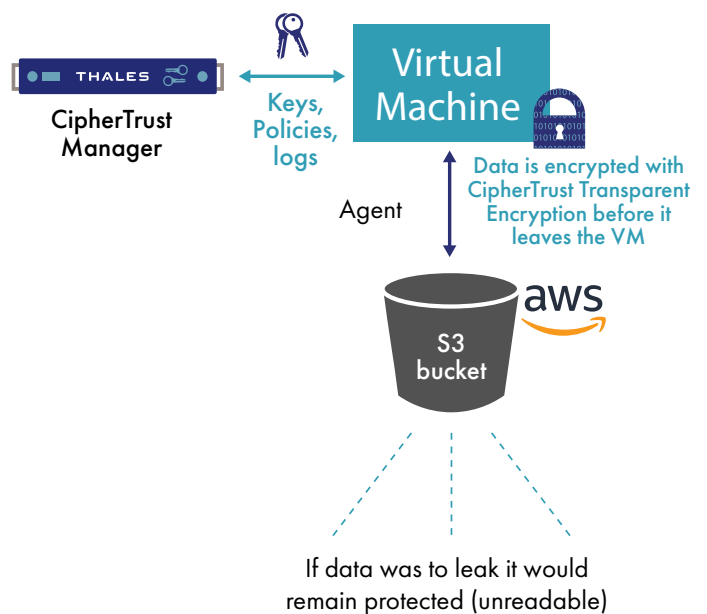 THALES
CipherTrust
Manager
Keys,
Policies,
logs
Virtual
Machine
Data is encrypted with
CipherTrust Transparent
Encryption before it
leaves the VM
Agent
aws
S3
bucket
If data was to leak it would
remain protected (unreadable)